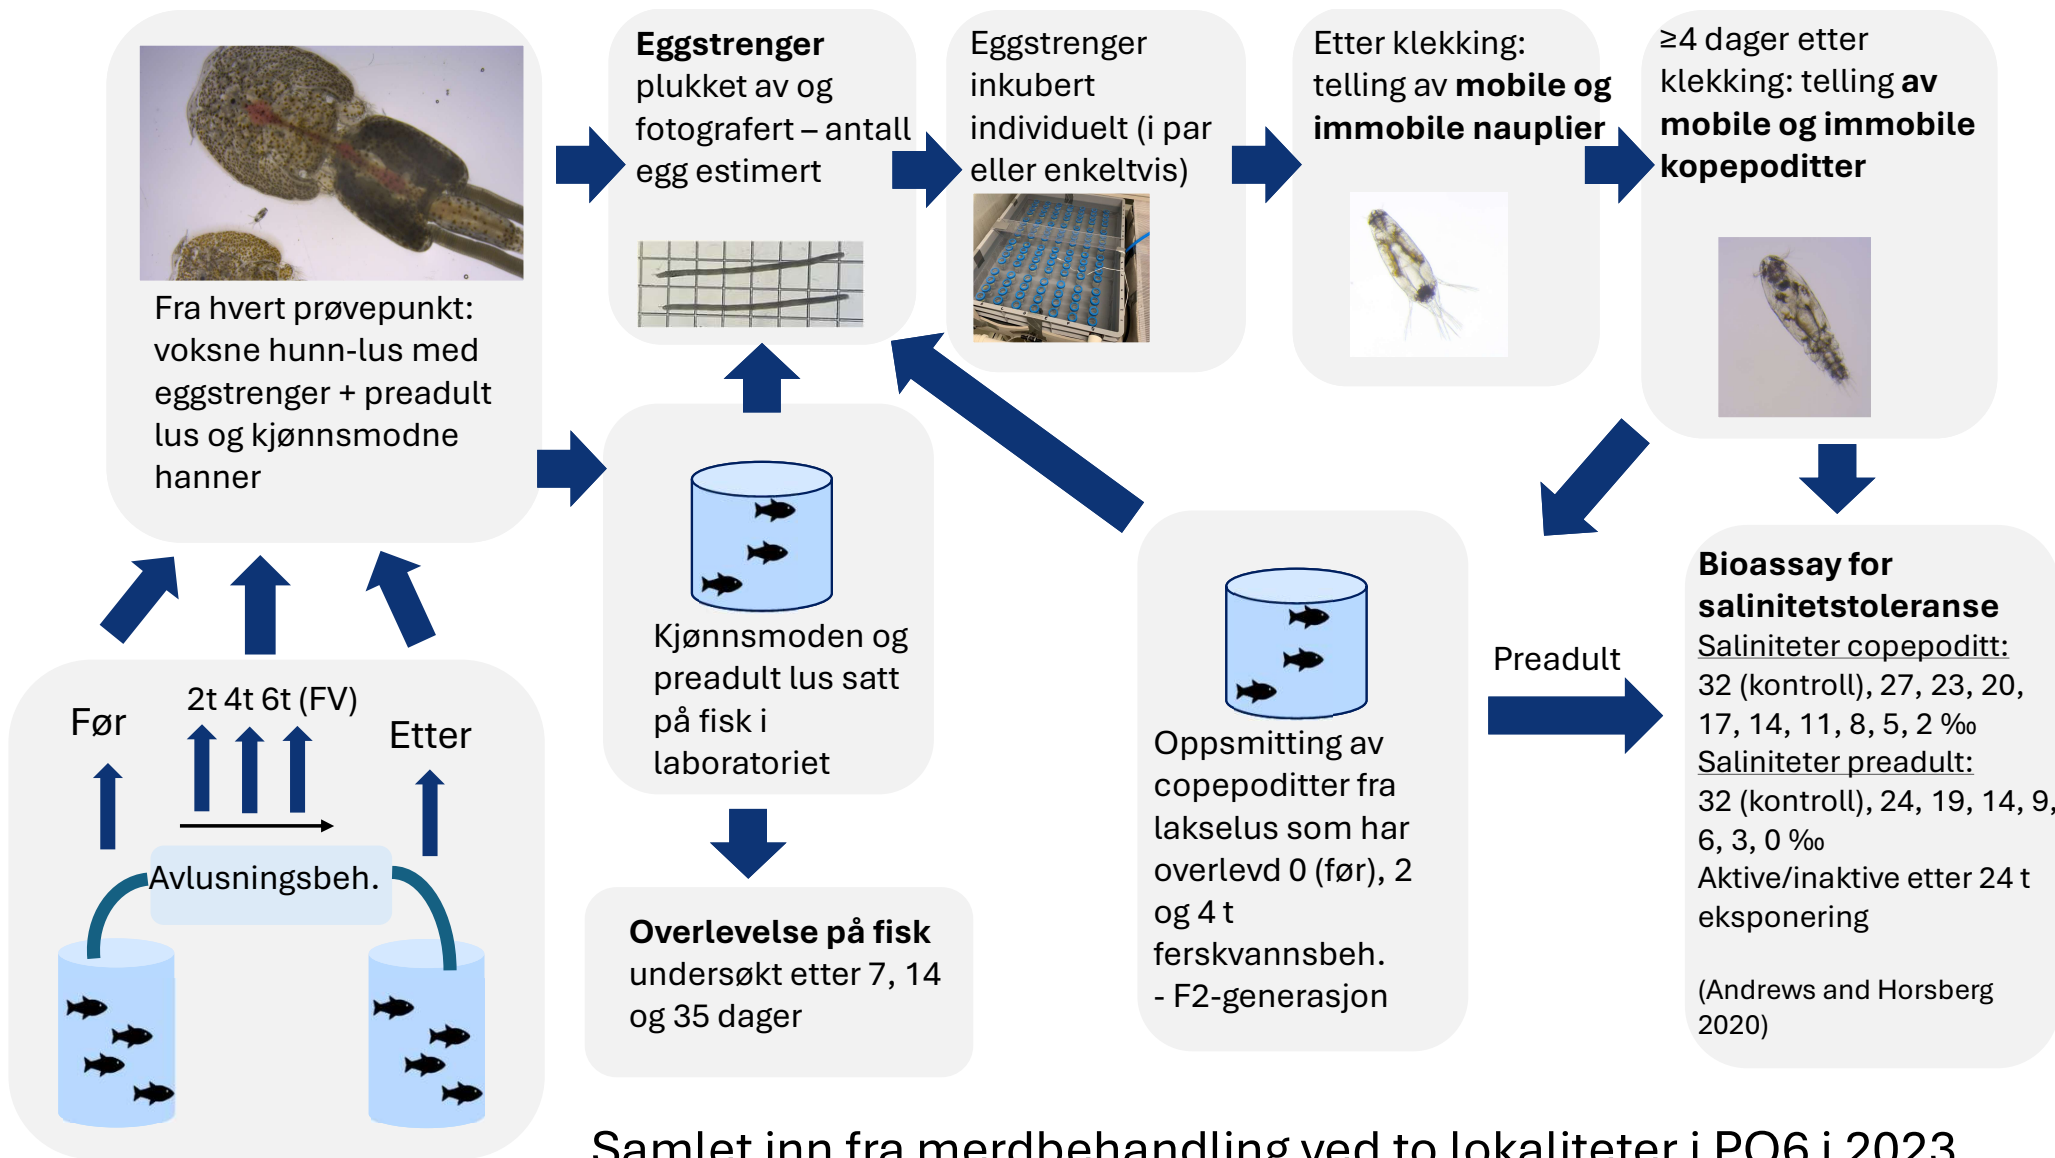 Eggstrenger
plukket av og
fotografert – antall
egg estimert
Eggstrenger
inkubert
individuelt (i par
eller enkeltvis)
Etter klekking:
telling av mobile og
immobile nauplier
≥4 dager etter
klekking: telling av
mobile og immobile
kopepoditter
Fra hvert prøvepunkt:
voksne hunn-lus med
eggstrenger + preadult
lus og kjønnsmodne
hanner
Før
2t 4t 6t (FV)
Etter
Avlusningsbeh.
Kjønnsmoden og
preadult lus satt
på fisk i
laboratoriet
Overlevelse på fisk
undersøkt etter 7, 14
og 35 dager
Oppsmitting av
copepoditter fra
lakselus som har
overlevd 0 (før), 2
og 4 t
ferskvannsbeh.
- F2-generasjon
Preadult
Bioassay for
salinitetstoleranse
Saliniteter copepoditt:
32 (kontroll), 27, 23, 20,
17, 14, 11, 8, 5, 2 ‰
Saliniteter preadult:
32 (kontroll), 24, 19, 14, 9,
6, 3, 0 ‰
Aktive/inaktive etter 24 t
eksponering
(Andrews and Horsberg
2020)
Samlet inn fra merdbehandling ved to lokaliteter i PO6 i 2023